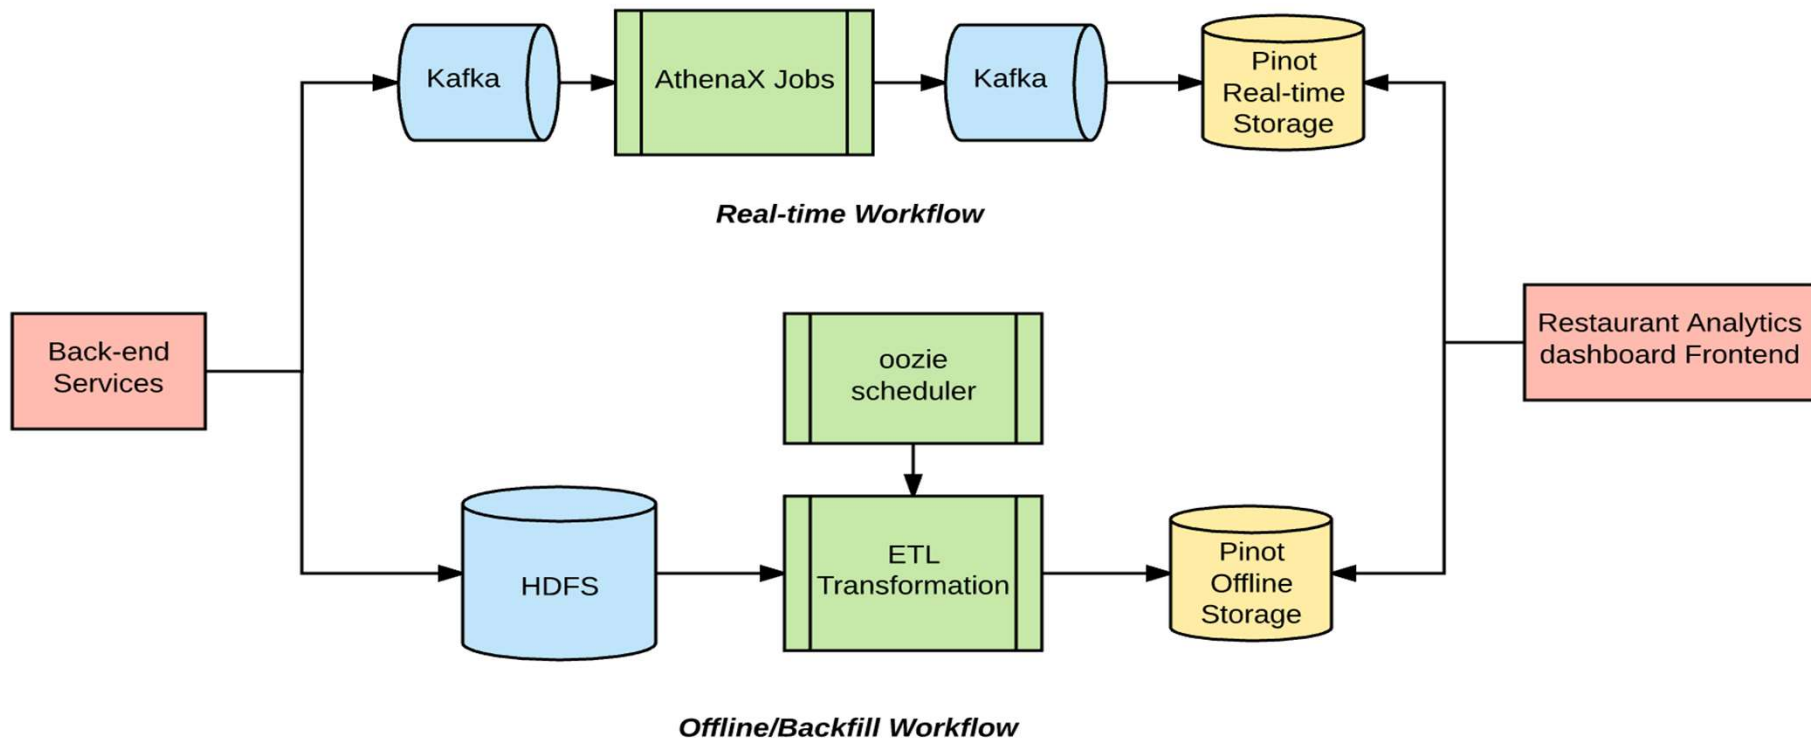 Kafka
AthenaX Jobs
Kafka
Pinot
Real-time
Storage
Real-time Workflow
Back-end
Services
oozie
scheduler
Restaurant Analytics
dashboard Frontend
HDFS
ETL
Transformation
Pinot
Offline
Storage
Offline/Backfill Workflow